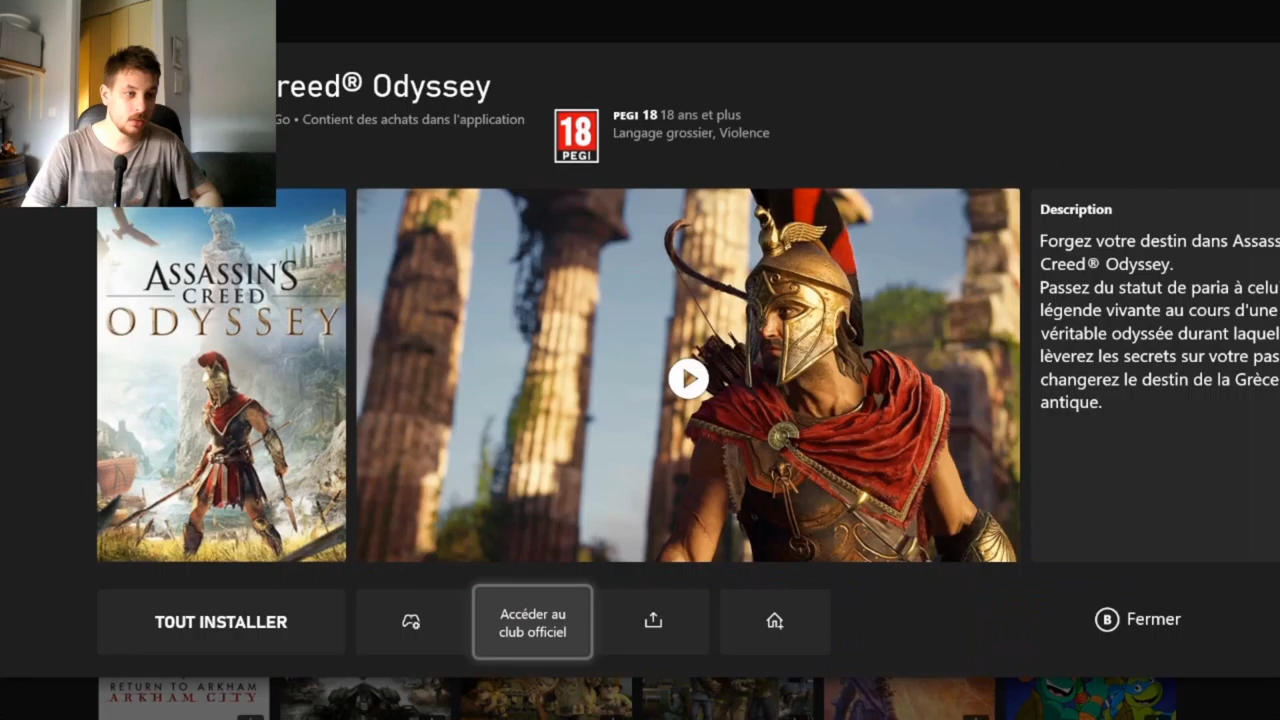 reed® Odyssey
Go • Contient des achats dans l'application
18
PEGI
PEGI 18 18 ans et plus
Langage grossier, Violence
ASSASSIN'S
CREED
ODYSSEY
Description
Forgez votre destin dans Assass
Creed® Odyssey.
Passez du statut de paria à celu
légende vivante au cours d'une
véritable odyssée durant laquel
lèverez les secrets sur votre pas
changerez le destin de la Grèce
antique.
TOUT INSTALLER
Accéder au
club officiel
B Fermer
RETURN TO ARKHAM
ARKHAM CITY